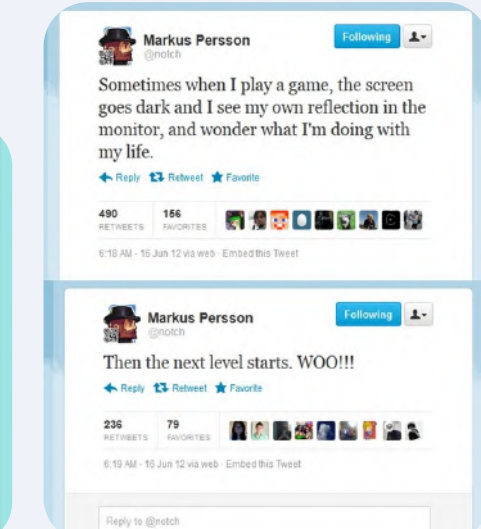 Markus Persson
@notch
Following
Sometimes when I play a game, the screen
goes dark and I see my own reflection in the
monitor, and wonder what I'm doing with
my life.
Reply Retweet Favorite
490 156
RETWEETS FAVORITES
6:18 AM - 16 Jun 12 via web · Embed this Tweet
Markus Persson
@notch
Following
Then the next level starts. WOO!!!
Reply Retweet Favorite
236 79
RETWEETS FAVORITES
6:19 AM - 16 Jun 12 via web · Embed this Tweet
Reply to @notch